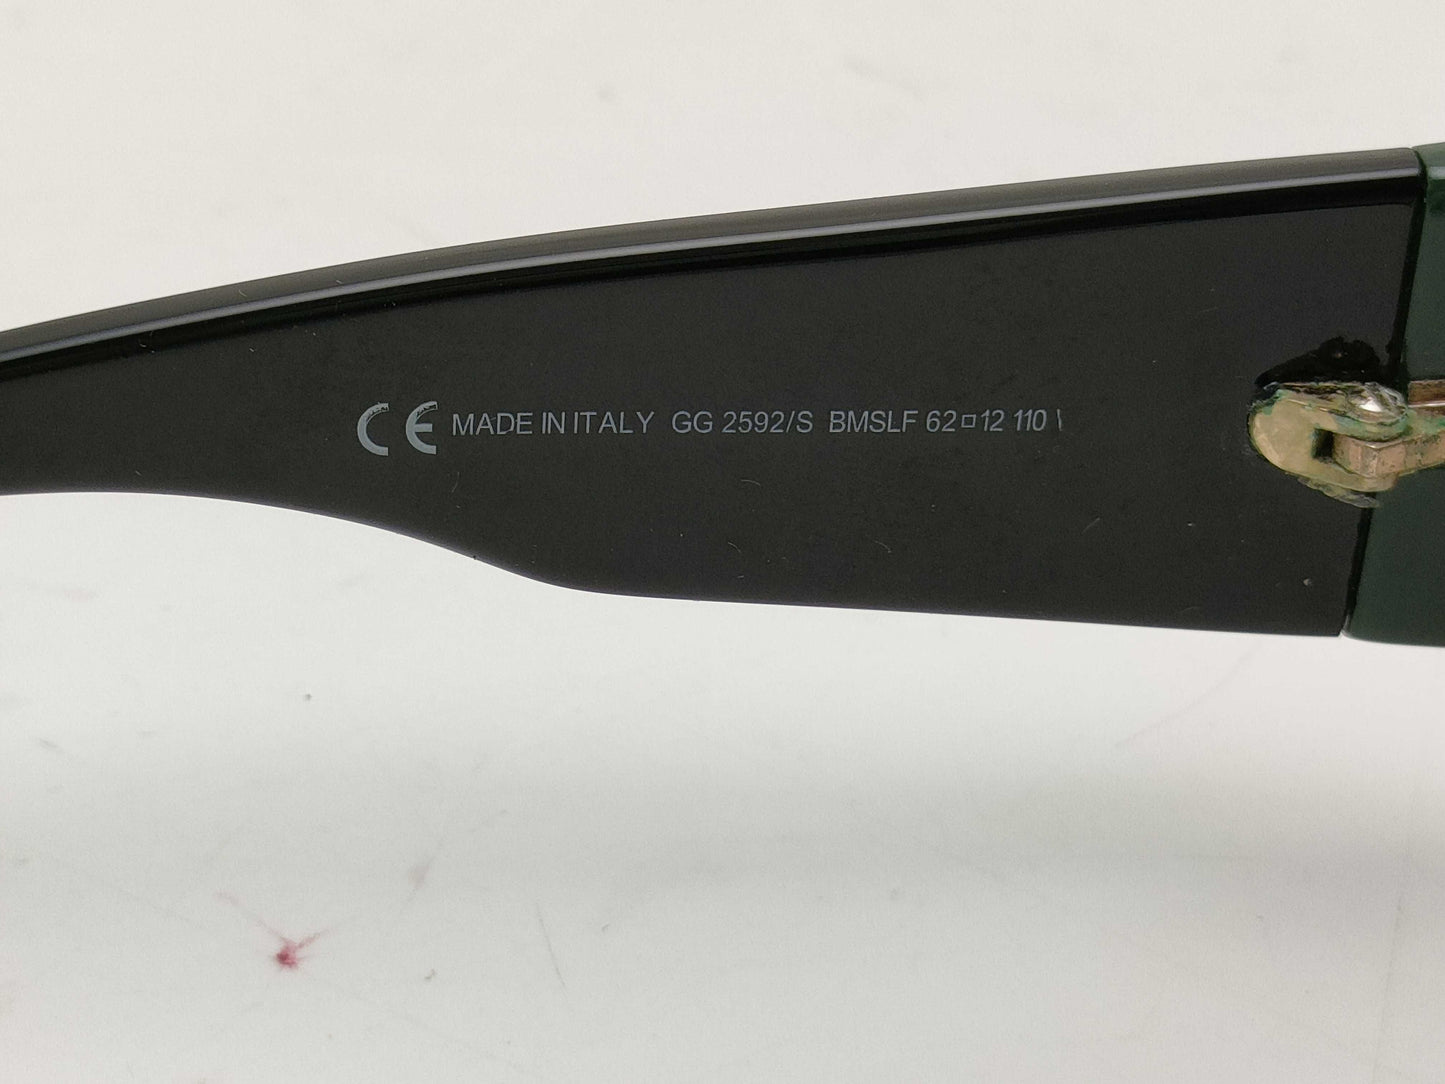 CE MADE IN ITALY GG 2592/S BMSLF 62□12 110 \